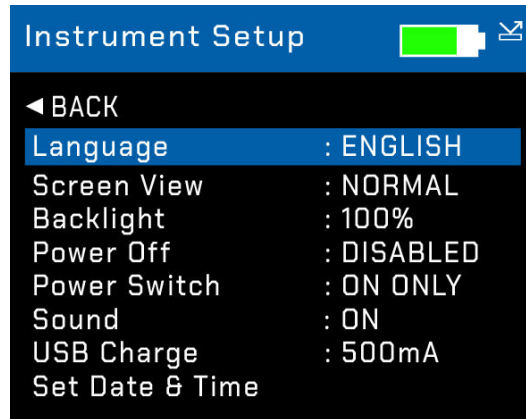 Instrument Setup
◄BACK
Language : ENGLISH
Screen View : NORMAL
Backlight : 100%
Power Off : DISABLED
Power Switch : ON ONLY
Sound : ON
USB Charge : 500mA
Set Date & Time